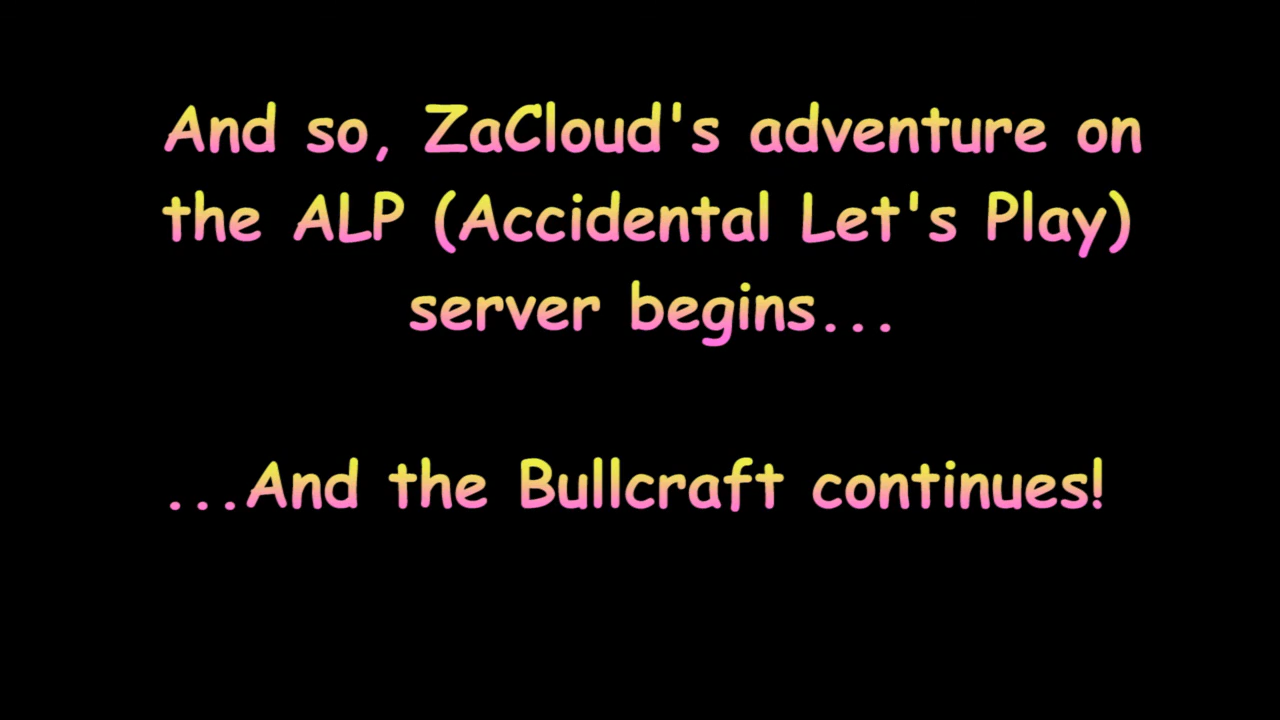 And so, ZaCloud's adventure on
the ALP (Accidental Let's Play)
server begins...
...And the Bullcraft continues!